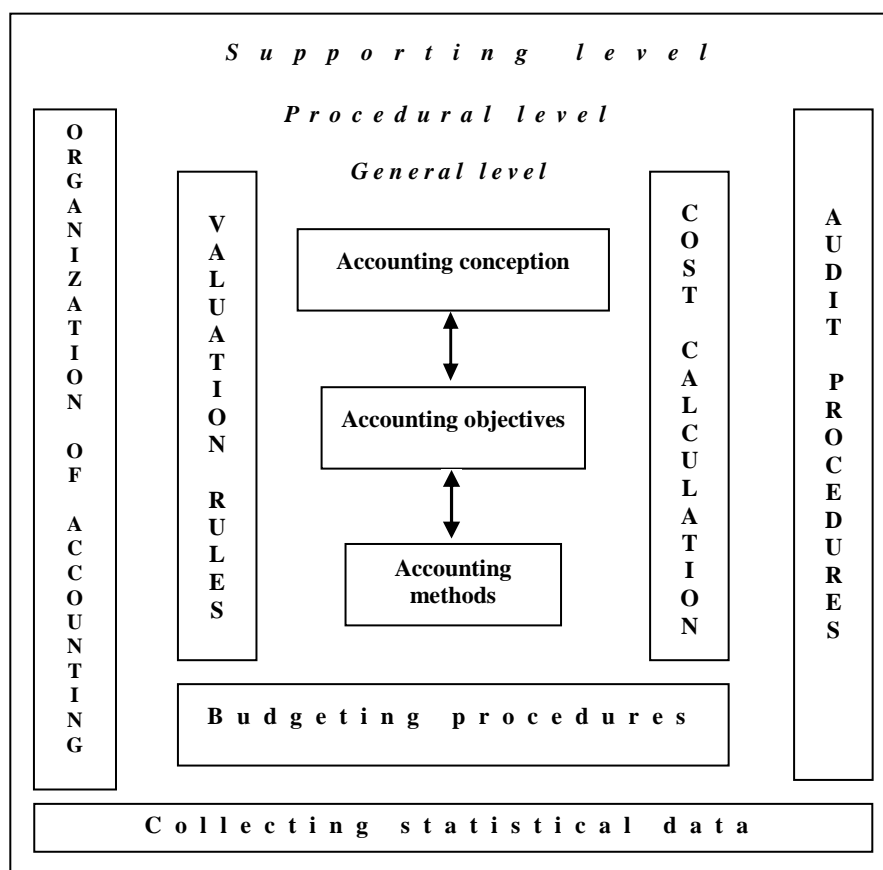 Supporting level
Procedural level
General level
ORGANIZATION OF ACCOUNTING
VALUATION RULES
Accounting conception
Accounting objectives
Accounting
methods
COST CALCULATION
AUDIT PROCEDURES
Budgeting procedures
Collecting statistical data